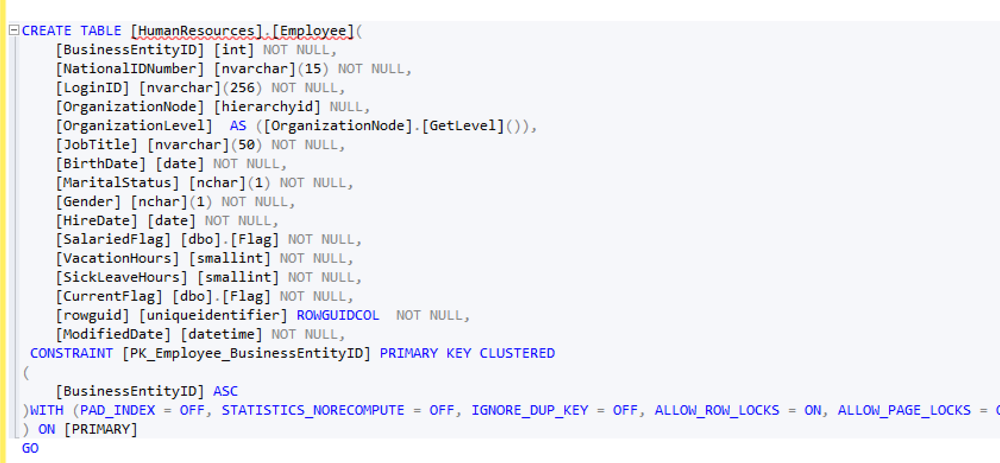 CREATE TABLE [HumanResources].[Employee](
    [BusinessEntityID] [int] NOT NULL,
    [NationalIDNumber] [nvarchar](15) NOT NULL,
    [LoginID] [nvarchar](256) NOT NULL,
    [OrganizationNode] [hierarchyid] NULL,
    [OrganizationLevel]  AS ([OrganizationNode].[GetLevel]()),
    [JobTitle] [nvarchar](50) NOT NULL,
    [BirthDate] [date] NOT NULL,
    [MaritalStatus] [nchar](1) NOT NULL,
    [Gender] [nchar](1) NOT NULL,
    [HireDate] [date] NOT NULL,
    [SalariedFlag] [dbo].[Flag] NOT NULL,
    [VacationHours] [smallint] NOT NULL,
    [SickLeaveHours] [smallint] NOT NULL,
    [CurrentFlag] [dbo].[Flag] NOT NULL,
    [rowguid] [uniqueidentifier] ROWGUIDCOL  NOT NULL,
    [ModifiedDate] [datetime] NOT NULL,
 CONSTRAINT [PK_Employee_BusinessEntityID] PRIMARY KEY CLUSTERED
(
    [BusinessEntityID] ASC
)WITH (PAD_INDEX = OFF, STATISTICS_NORECOMPUTE = OFF, IGNORE_DUP_KEY = OFF, ALLOW_ROW_LOCKS = ON, ALLOW_PAGE_LOCKS =
) ON [PRIMARY]
GO